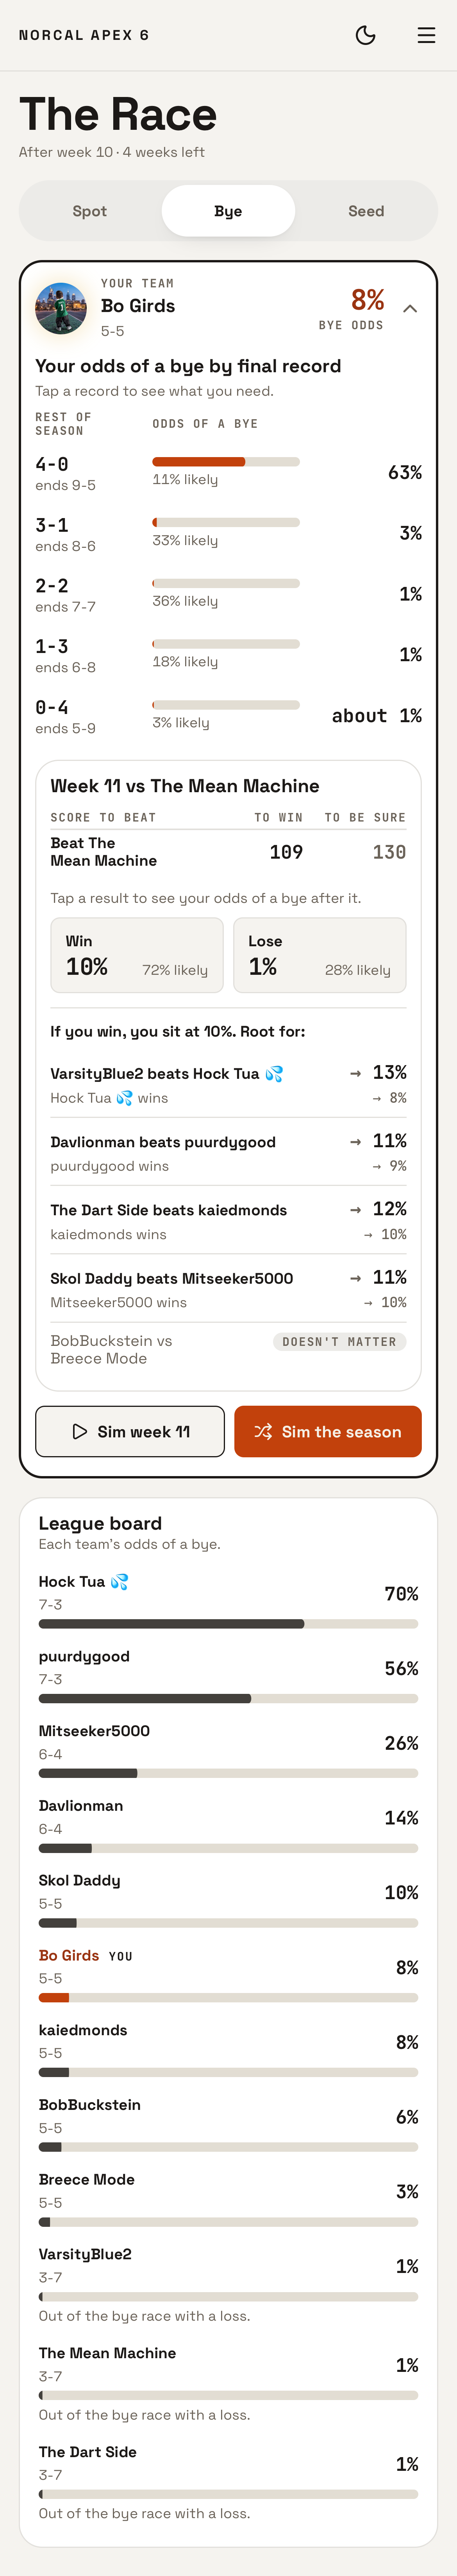 NORCAL APEX 6
The Race
After week 10 · 4 weeks left
Spot Bye Seed
YOUR TEAM
Bo Girds
5-5
8%
BYE ODDS
Your odds of a bye by final record
Tap a record to see what you need.
REST OF
SEASON
ODDS OF A BYE
4-0
ends 9-5
11% likely
63%
3-1
ends 8-6
33% likely
3%
2-2
ends 7-7
36% likely
1%
1-3
ends 6-8
18% likely
1%
0-4
ends 5-9
3% likely
about 1%
Week 11 vs The Mean Machine
SCORE TO BEAT TO WIN TO BE SURE
Beat The
Mean Machine
109 130
Tap a result to see your odds of a bye after it.
Win
10% 72% likely
Lose
1% 28% likely
If you win, you sit at 10%. Root for:
VarsityBlue2 beats Hock Tua 💦 → 13%
Hock Tua 💦 wins → 8%
Davlionman beats puurdygood → 11%
puurdygood wins → 9%
The Dart Side beats kaiedmonds → 12%
kaiedmonds wins → 10%
Skol Daddy beats Mitseeker5000 → 11%
Mitseeker5000 wins → 10%
BobBuckstein vs
Breece Mode
DOESN'T MATTER
Sim week 11
Sim the season
League board
Each team's odds of a bye.
Hock Tua 💦
7-3
70%
puurdygood
7-3
56%
Mitseeker5000
6-4
26%
Davlionman
6-4
14%
Skol Daddy
5-5
10%
Bo Girds YOU
5-5
8%
kaiedmonds
5-5
8%
BobBuckstein
5-5
6%
Breece Mode
5-5
3%
VarsityBlue2
3-7
1%
Out of the bye race with a loss.
The Mean Machine
3-7
1%
Out of the bye race with a loss.
The Dart Side
3-7
1%
Out of the bye race with a loss.